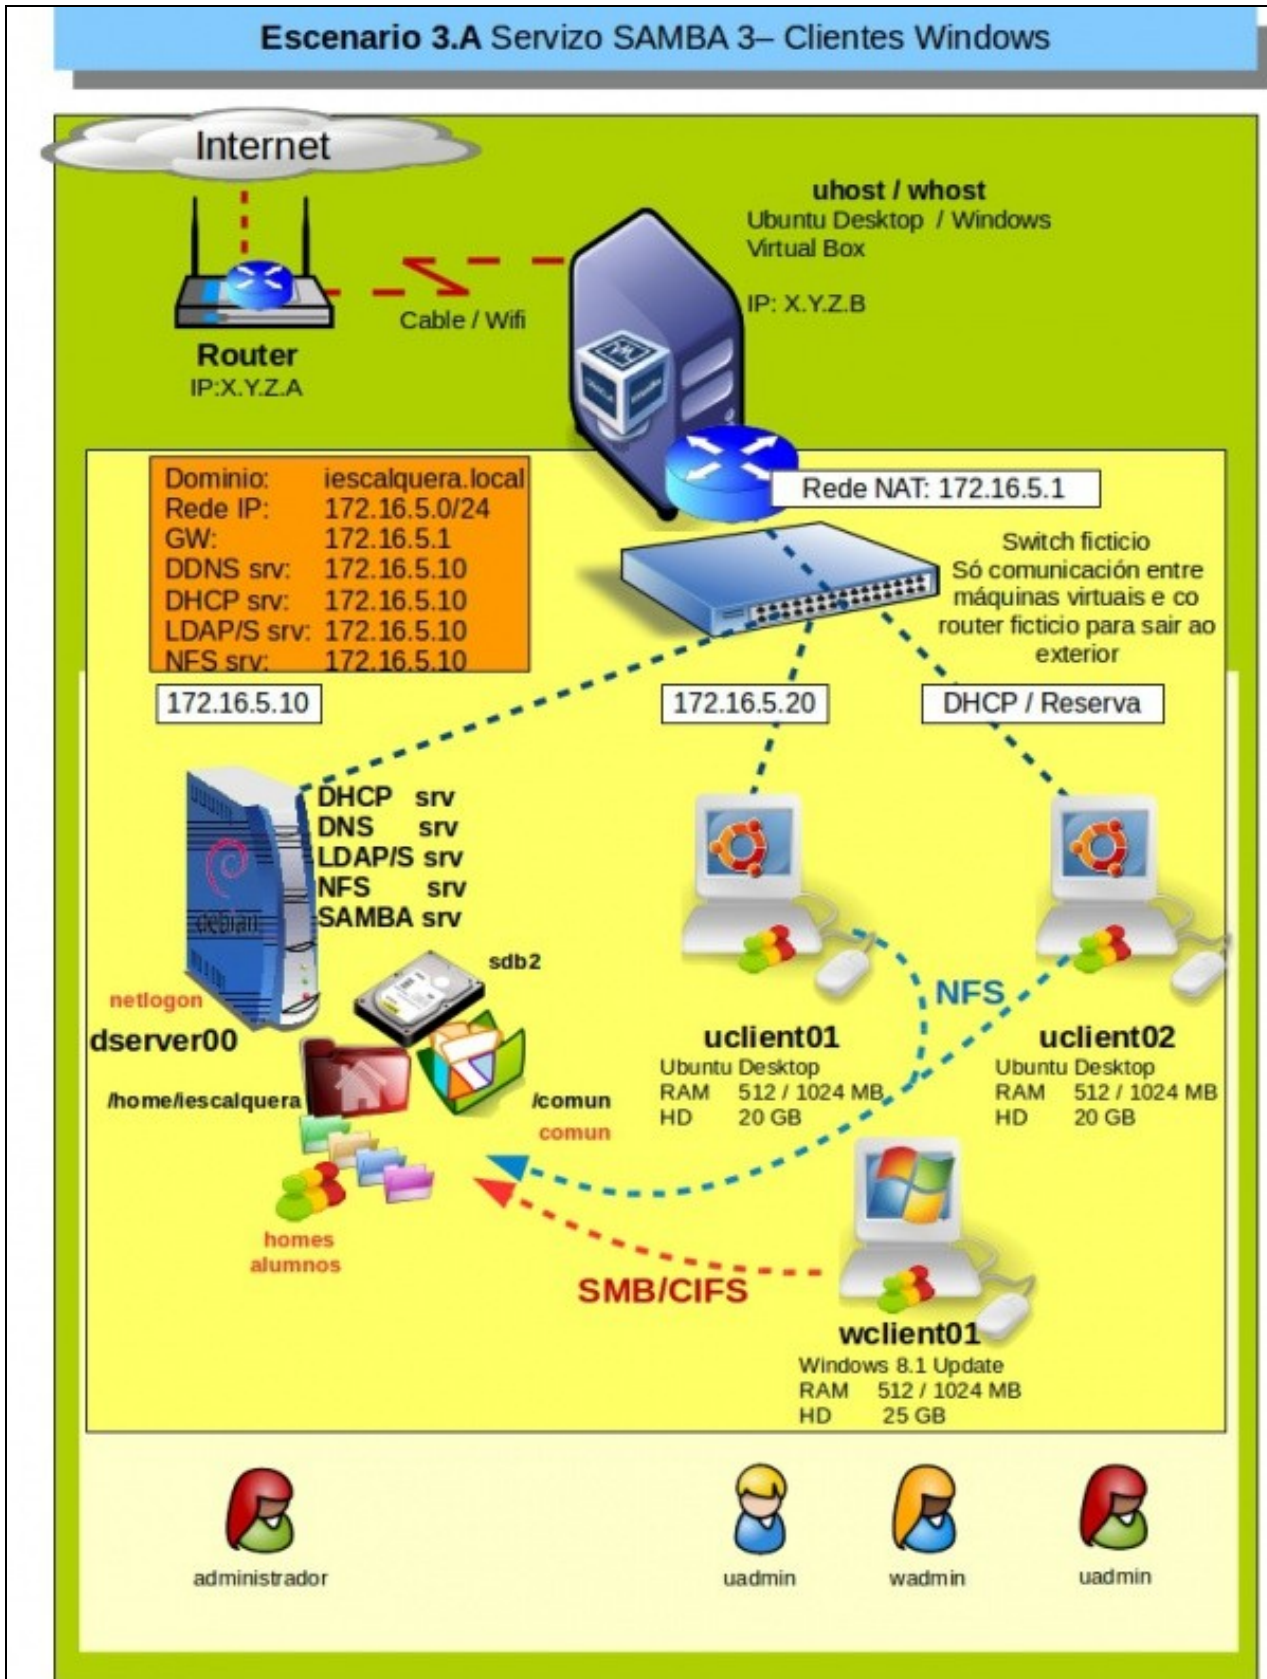 Escenario 3.A Servizo SAMBA 3– Clientes Windows
Internet
uhost / whost
Ubuntu Desktop / Windows
Virtual Box
IP: X.Y.Z.B
Cable / Wifi
Router
IP:X.Y.Z.A
Dominio: iescalquera.local
Rede IP: 172.16.5.0/24
GW: 172.16.5.1
DDNS srv: 172.16.5.10
DHCP srv: 172.16.5.10
LDAP/S srv: 172.16.5.10
NFS srv: 172.16.5.10
Rede NAT: 172.16.5.1
Switch ficticio
Só comunicación entre
máquinas virtuais e co
router ficticio para sair ao
exterior
172.16.5.10
172.16.5.20
DHCP / Reserva
DHCP srv
DNS srv
LDAP/S srv
NFS srv
SAMBA srv
debian
sdb2
netlogon
dserver00
/home/iescalquera
/comun
comun
homes
alumnos
NFS
uclient01
Ubuntu Desktop
RAM 512 / 1024 MB
HD 20 GB
uclient02
Ubuntu Desktop
RAM 512 / 1024 MB
HD 20 GB
SMB/CIFS
wclient01
Windows 8.1 Update
RAM 512 / 1024 MB
HD 25 GB
administrador
uadmin
wadmin
uadmin